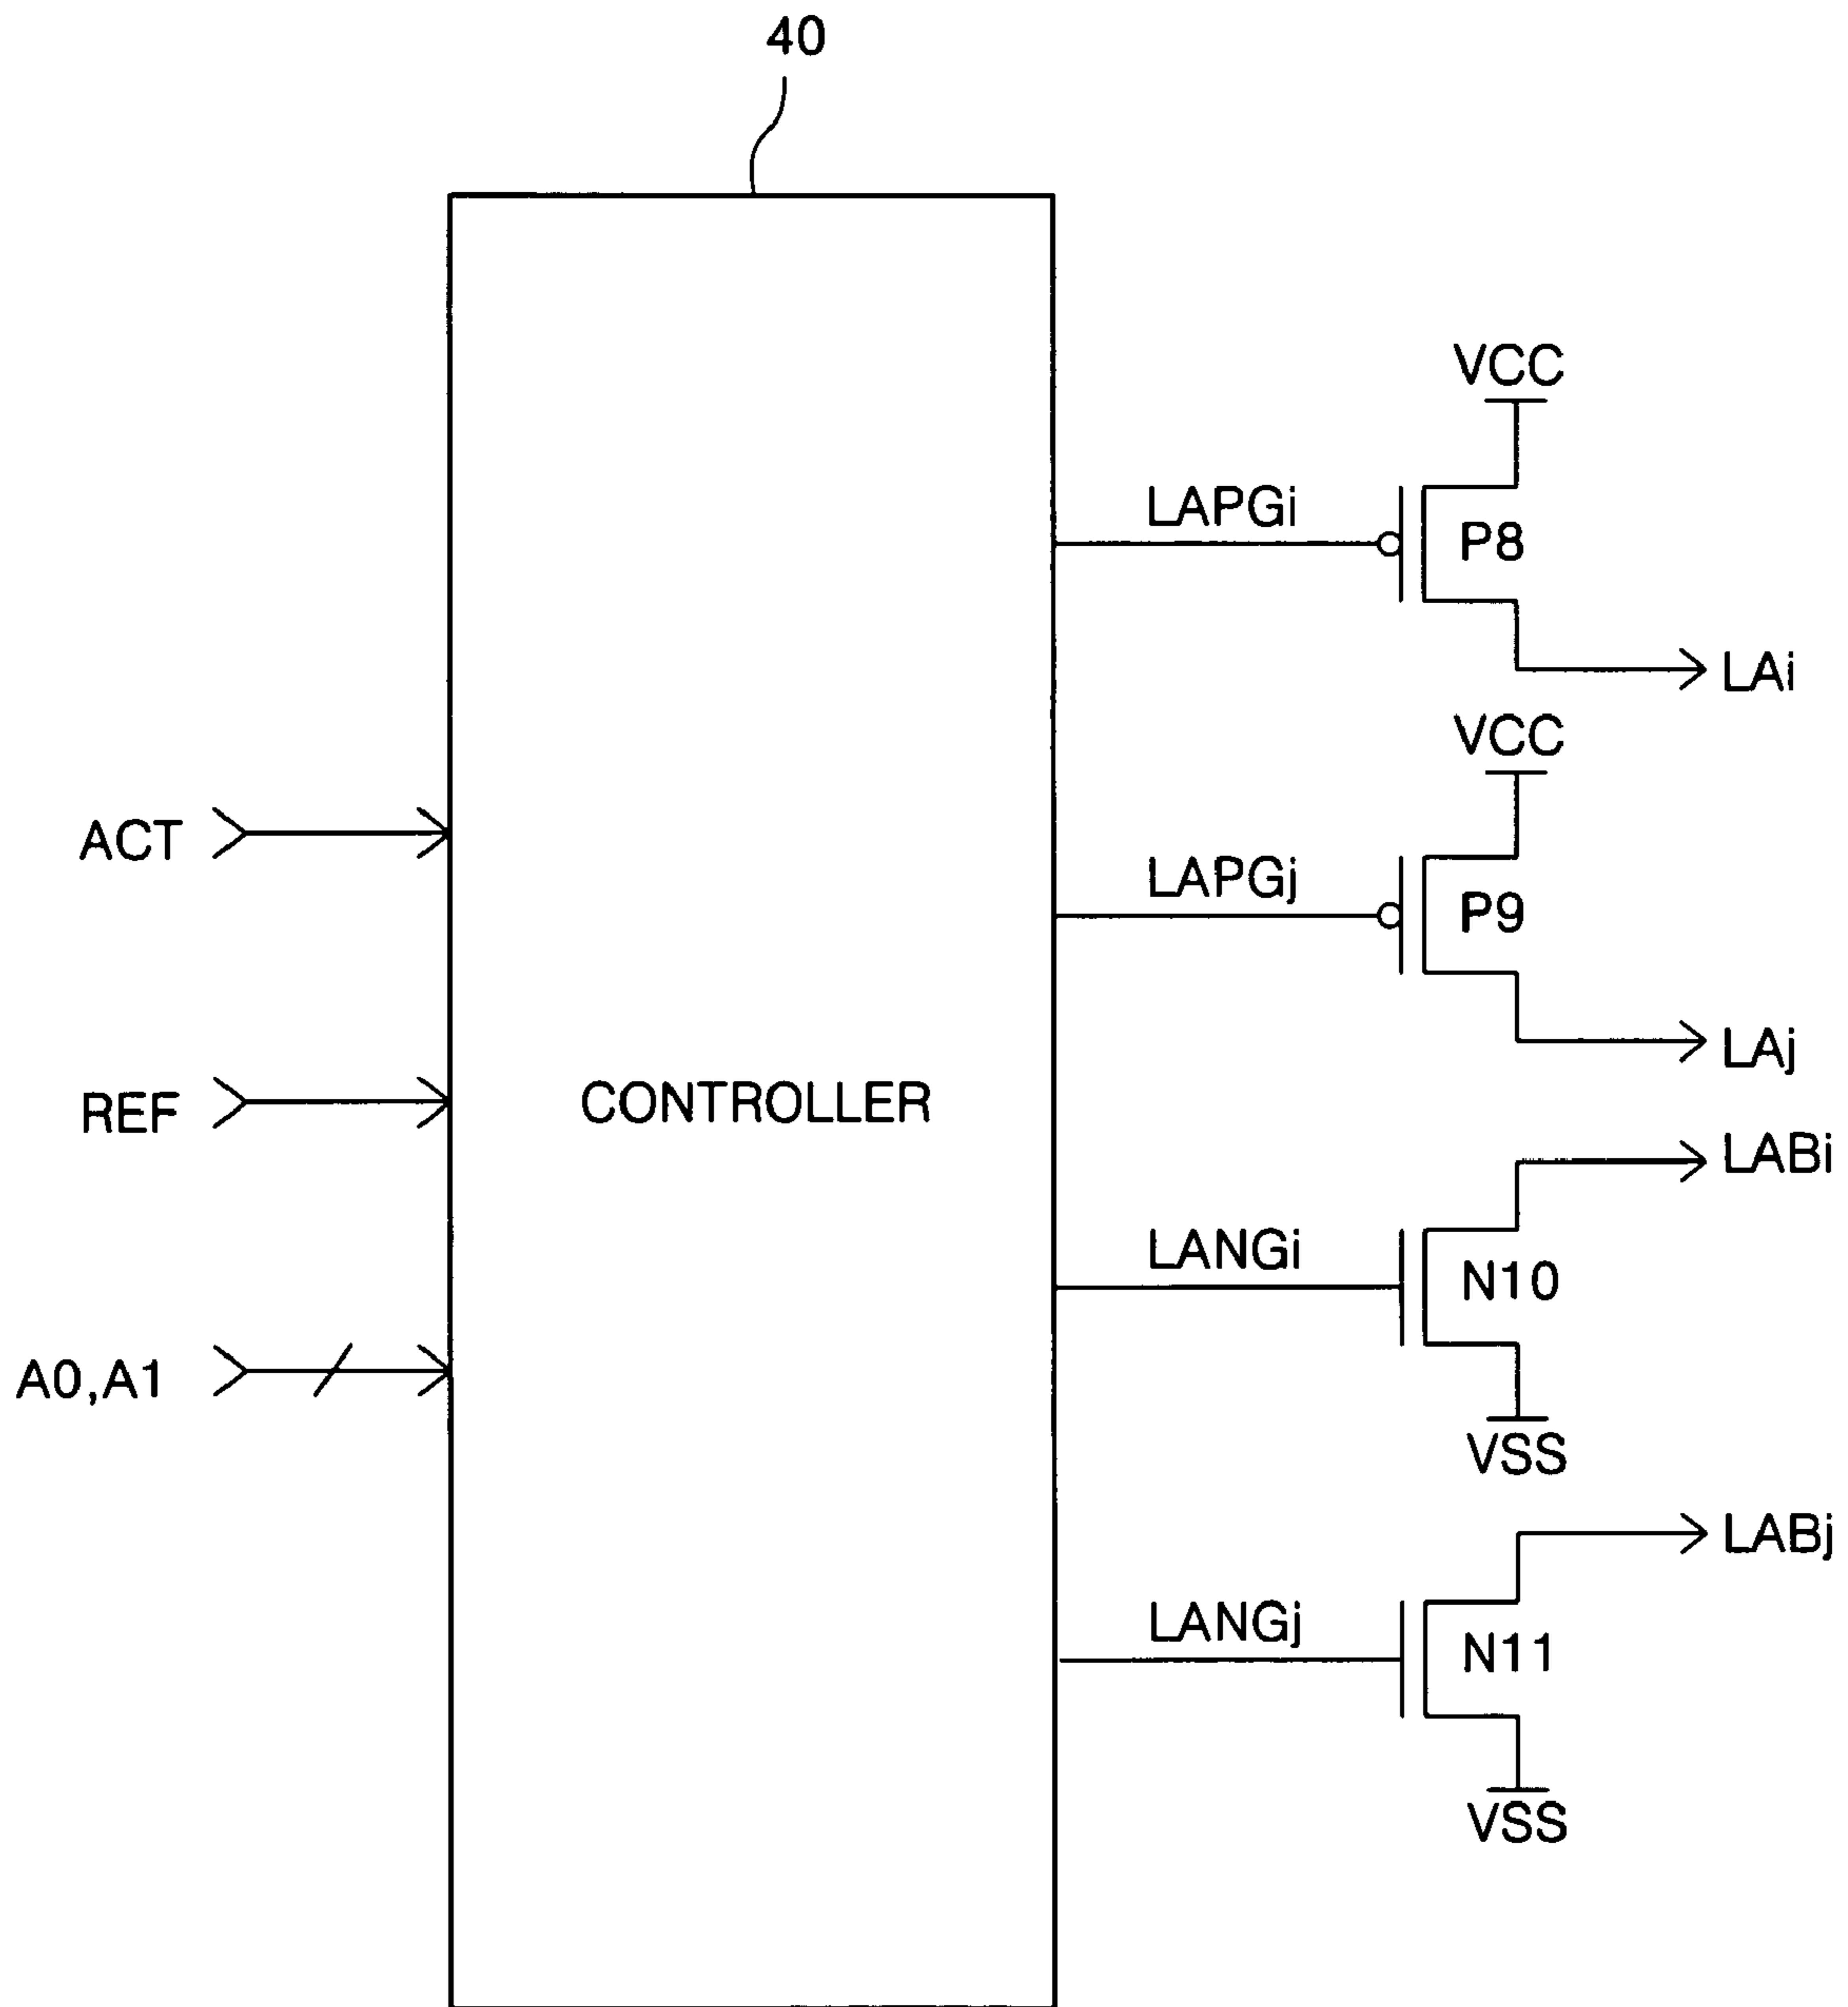 40
VCC
LAPGi
P8
LAi
VCC
ACT
LAPGj
P9
LAj
REF
CONTROLLER
LABi
LANGi
N10
A0,A1
VSS
LABj
LANGj
N11
VSS